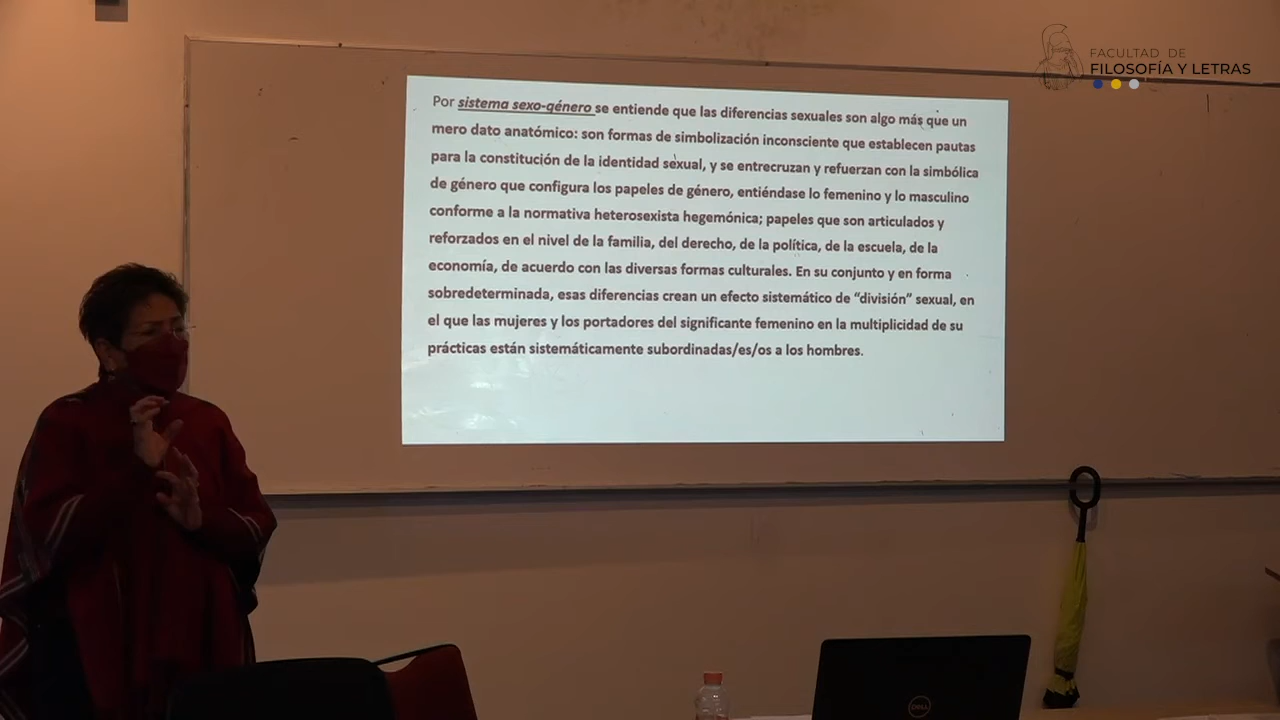 FACULTAD DE
FILOSOFÍA Y LETRAS
Por sistema sexo-género se entiende que las diferencias sexuales son algo más que un
mero dato anatómico: son formas de simbolización inconsciente que establecen pautas
para la constitución de la identidad sexual, y se entrecruzan y refuerzan con la simbólica
de género que configura los papeles de género, entiéndase lo femenino y lo masculino
conforme a la normativa heterosexista hegemónica; papeles que son articulados y
reforzados en el nivel de la familia, del derecho, de la política, de la escuela, de la
economía, de acuerdo con las diversas formas culturales. En su conjunto y en forma
sobredeterminada, esas diferencias crean un efecto sistemático de “división” sexual, en
el que las mujeres y los portadores del significante femenino en la multiplicidad de su
prácticas están sistemáticamente subordinadas/es/os a los hombres.
DELL